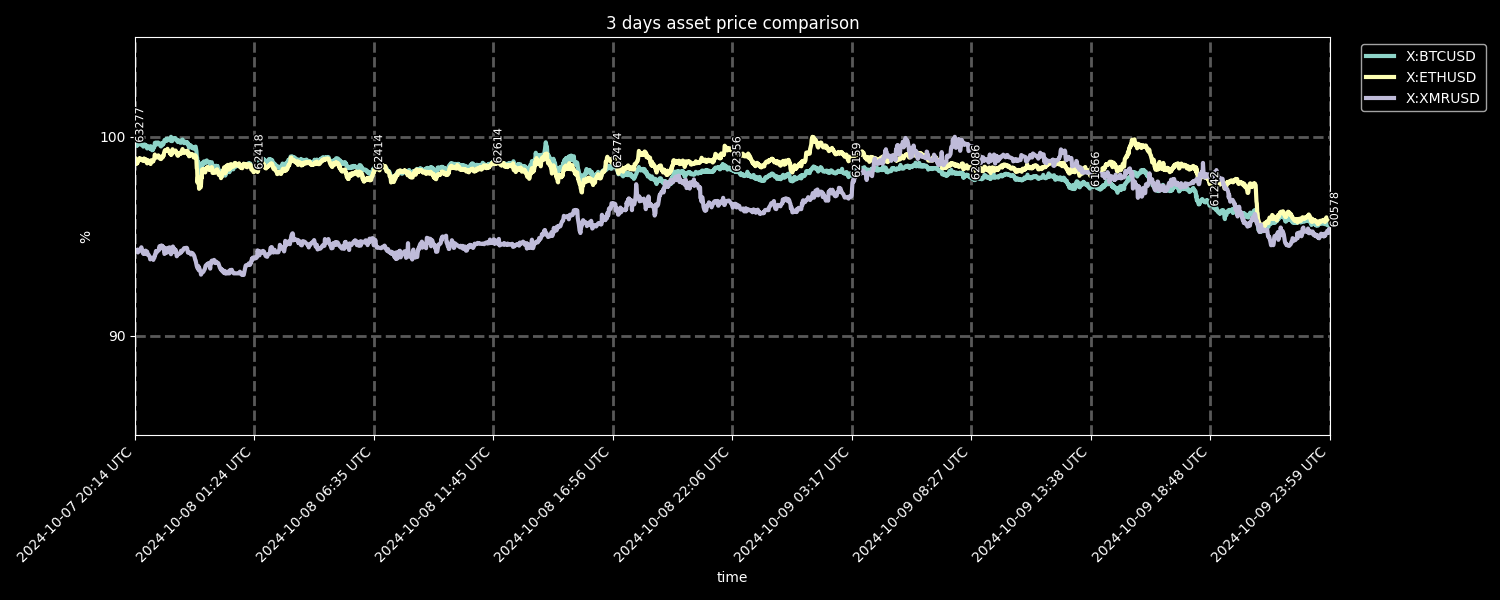 3 days asset price comparison
X:BTCUSD
X:ETHUSD
X:XMRUSD
100
90
%
63277
62418
62414
62614
62474
62356
62159
62086
61866
61242
60578
2024-10-07 20:14 UTC
2024-10-08 01:24 UTC
2024-10-08 06:35 UTC
2024-10-08 11:45 UTC
2024-10-08 16:56 UTC
2024-10-08 22:06 UTC
2024-10-09 03:17 UTC
2024-10-09 08:27 UTC
2024-10-09 13:38 UTC
2024-10-09 18:48 UTC
2024-10-09 23:59 UTC
time